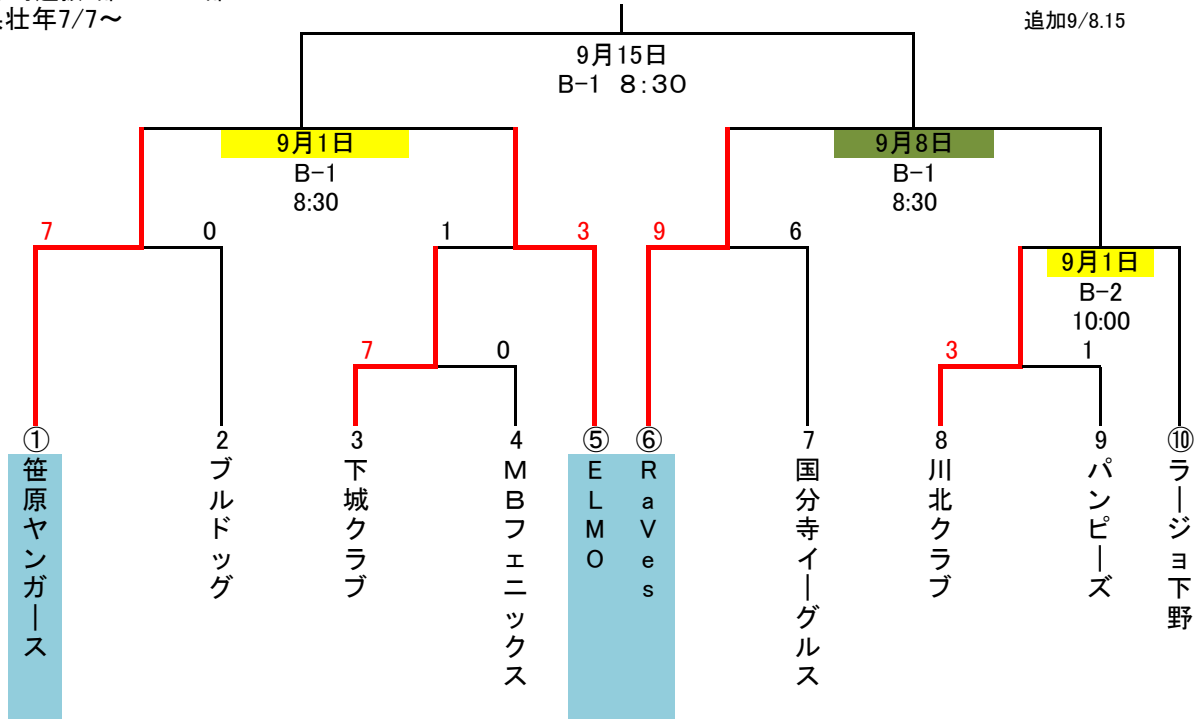 壮年7/7～
追加9/8.15
9月15日
B-1 8:30
9月1日
B-1
8:30
9月8日
B-1
8:30
7
0
1
3
9
6
9月1日
B-2
10:00
7
0
3
1
①
2
3
4
⑤
⑥
7
8
9
⑩
笹原ヤンガース
ブルドッグ
下城クラブ
MBフェニックス
ELMO
RaVes
国分寺イーグルス
川北クラブ
パンピーズ
ラージョ下野